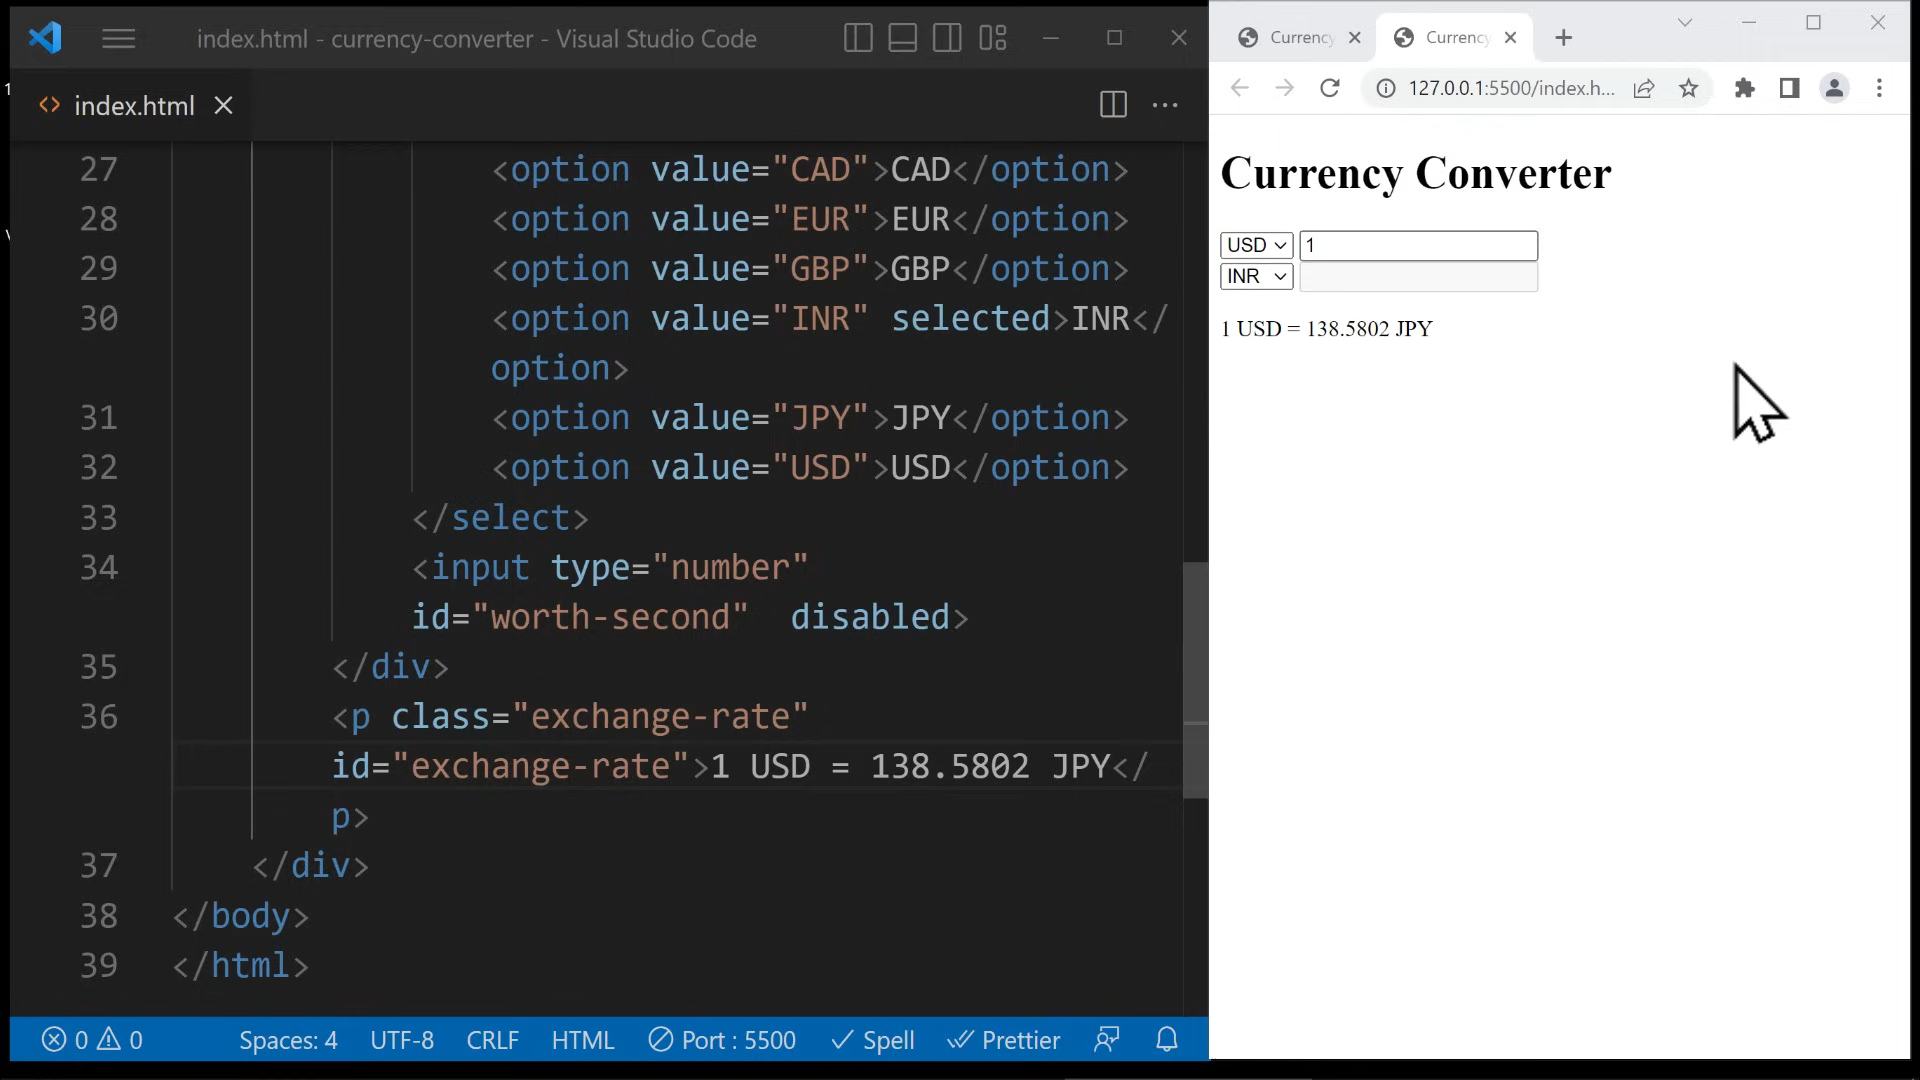 index.html - currency-converter - Visual Studio Code
index.html
27 <option value="CAD">CAD</option>
28 <option value="EUR">EUR</option>
29 <option value="GBP">GBP</option>
30 <option value="INR" selected>INR</
option>
31 <option value="JPY">JPY</option>
32 <option value="USD">USD</option>
33 </select>
34 <input type="number"
id="worth-second"  disabled>
35 </div>
36 <p class="exchange-rate"
id="exchange-rate">1 USD = 138.5802 JPY</
p>
37 </div>
38 </body>
39 </html>
0 0 Spaces: 4 UTF-8 CRLF HTML Port : 5500 Spell Prettier
Currency Currency
127.0.0.1:5500/index.h...
Currency Converter
USD 1
INR
1 USD = 138.5802 JPY